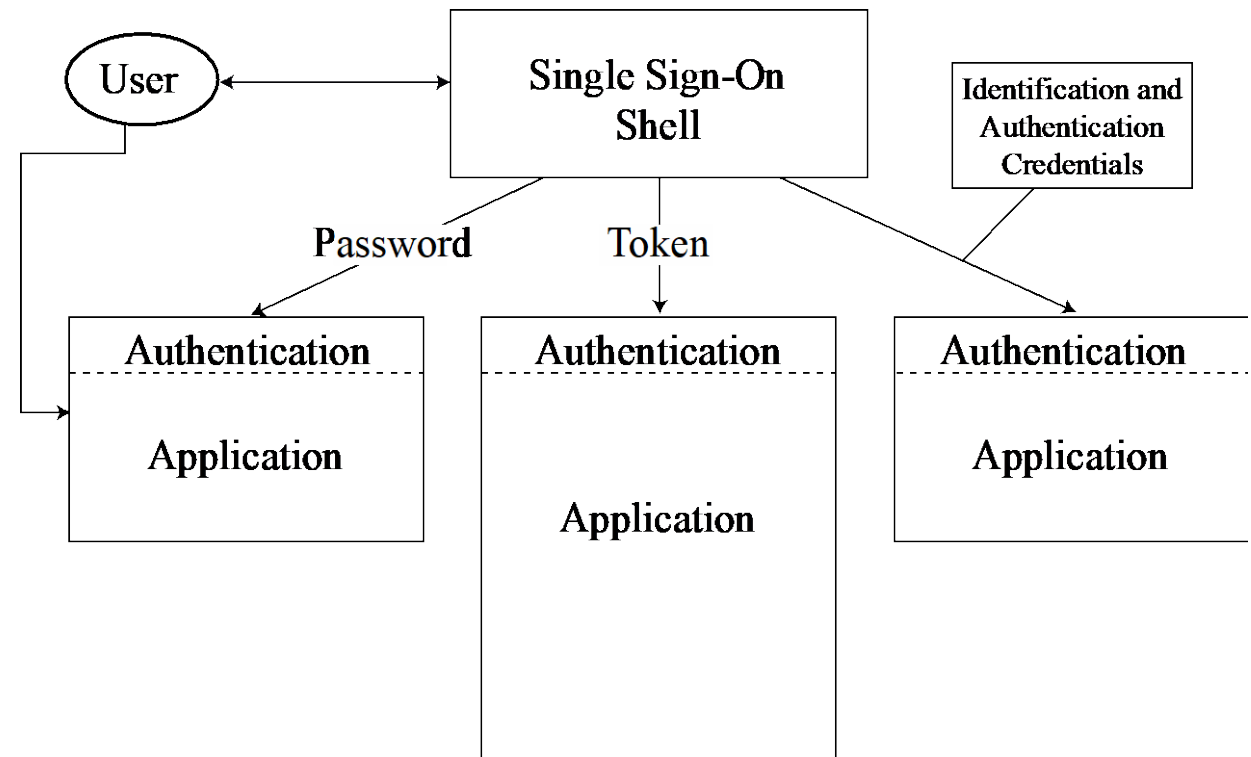 User
Single Sign-On
Shell
Identification and
Authentication
Credentials
Password
Token
Authentication
Authentication
Authentication
Application
Application
Application